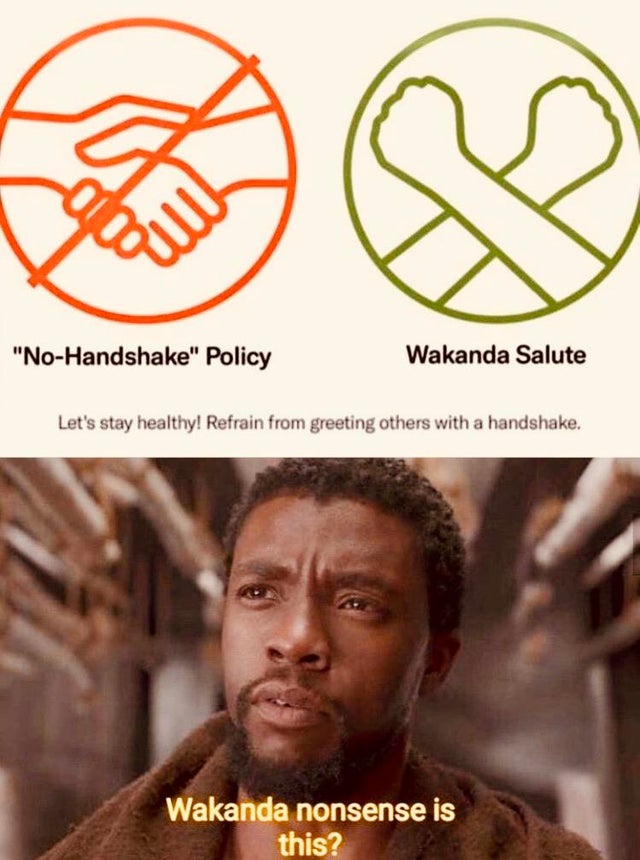 "No-Handshake" Policy
Wakanda Salute
Let's stay healthy! Refrain from greeting others with a handshake.
Wakanda nonsense is
this?